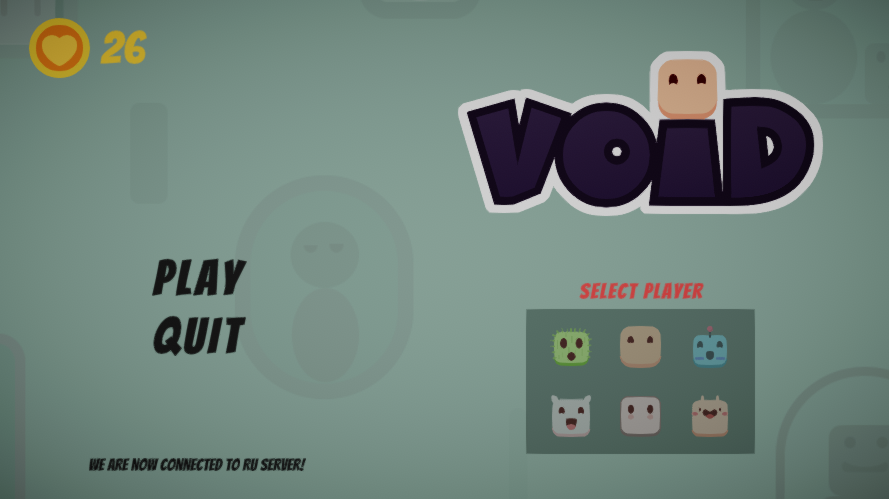 26
VOiD
PLAY
QUIT
SELECT PLAYER
WE ARE NOW CONNECTED TO RU SERVER!